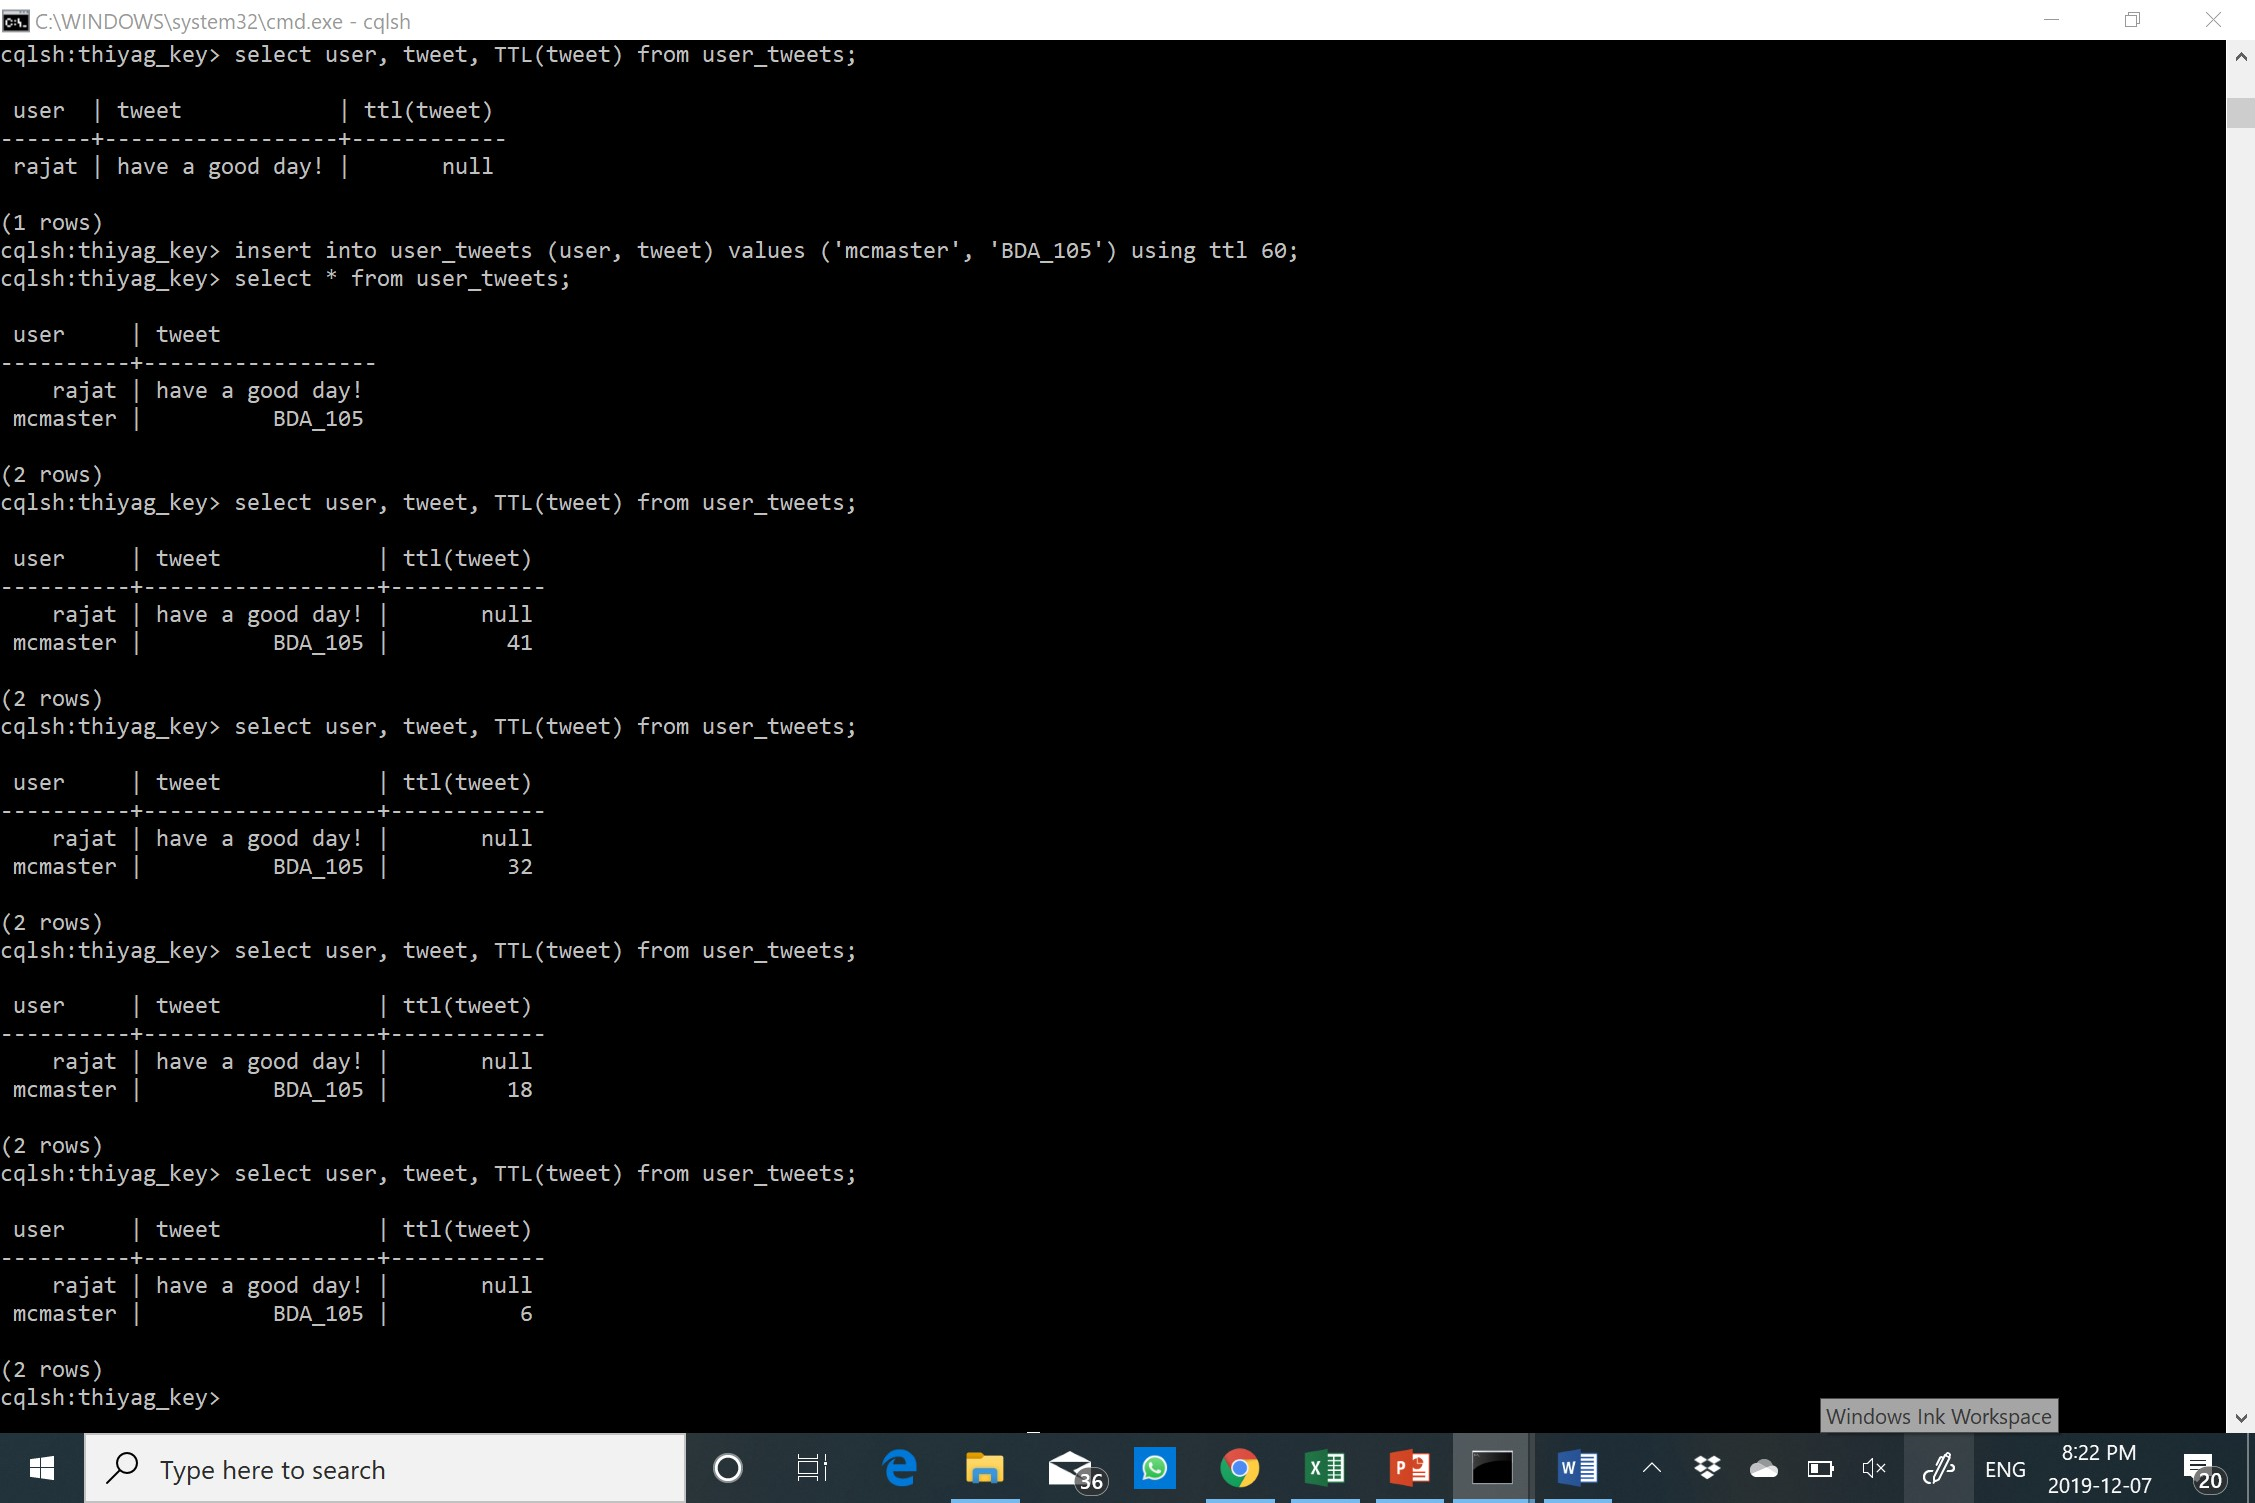 C:\WINDOWS\system32\cmd.exe - cqlsh
cqlsh:thiyag_key> select user, tweet, TTL(tweet) from user_tweets;
 user  | tweet            | ttl(tweet)
-------+------------------+------------
 rajat | have a good day! |       null
(1 rows)
cqlsh:thiyag_key> insert into user_tweets (user, tweet) values ('mcmaster', 'BDA_105') using ttl 60;
cqlsh:thiyag_key> select * from user_tweets;
 user     | tweet
----------+------------------
    rajat | have a good day!
 mcmaster |          BDA_105
(2 rows)
cqlsh:thiyag_key> select user, tweet, TTL(tweet) from user_tweets;
 user     | tweet            | ttl(tweet)
----------+------------------+------------
    rajat | have a good day! |       null
 mcmaster |          BDA_105 |         41
(2 rows)
cqlsh:thiyag_key> select user, tweet, TTL(tweet) from user_tweets;
 user     | tweet            | ttl(tweet)
----------+------------------+------------
    rajat | have a good day! |       null
 mcmaster |          BDA_105 |         32
(2 rows)
cqlsh:thiyag_key> select user, tweet, TTL(tweet) from user_tweets;
 user     | tweet            | ttl(tweet)
----------+------------------+------------
    rajat | have a good day! |       null
 mcmaster |          BDA_105 |         18
(2 rows)
cqlsh:thiyag_key> select user, tweet, TTL(tweet) from user_tweets;
 user     | tweet            | ttl(tweet)
----------+------------------+------------
    rajat | have a good day! |       null
 mcmaster |          BDA_105 |          6
(2 rows)
cqlsh:thiyag_key>
Windows Ink Workspace
Type here to search
36
ENG
8:22 PM
2019-12-07
20